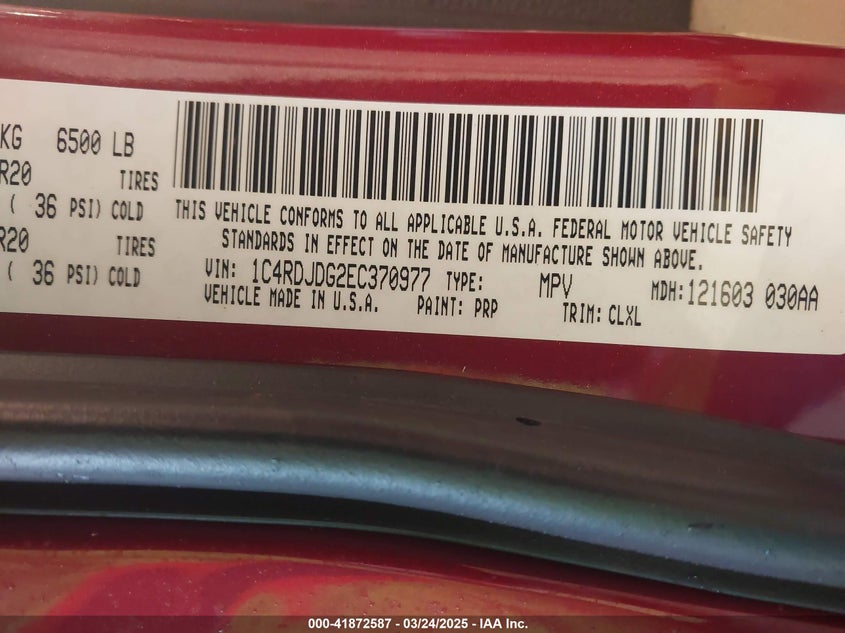 KG 6500 LB
R20 TIRES
( 36 PSI) COLD
R20 TIRES
( 36 PSI) COLD
THIS VEHICLE CONFORMS TO ALL APPLICABLE U.S.A. FEDERAL MOTOR VEHICLE SAFETY
STANDARDS IN EFFECT ON THE DATE OF MANUFACTURE SHOWN ABOVE.
VIN: 1C4RDJDG2EC370977 TYPE: MPV MDH:121603 030AA
VEHICLE MADE IN U.S.A. PAINT: PRP TRIM: CLXL
000-41872587 - 03/24/2025 - IAA Inc.